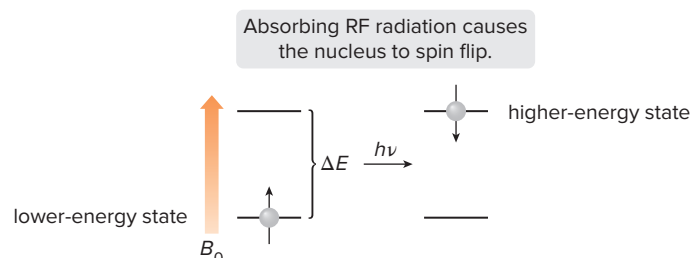 Absorbing RF radiation causes
the nucleus to spin flip.
higher-energy state
ΔE
hν
lower-energy state
B₀